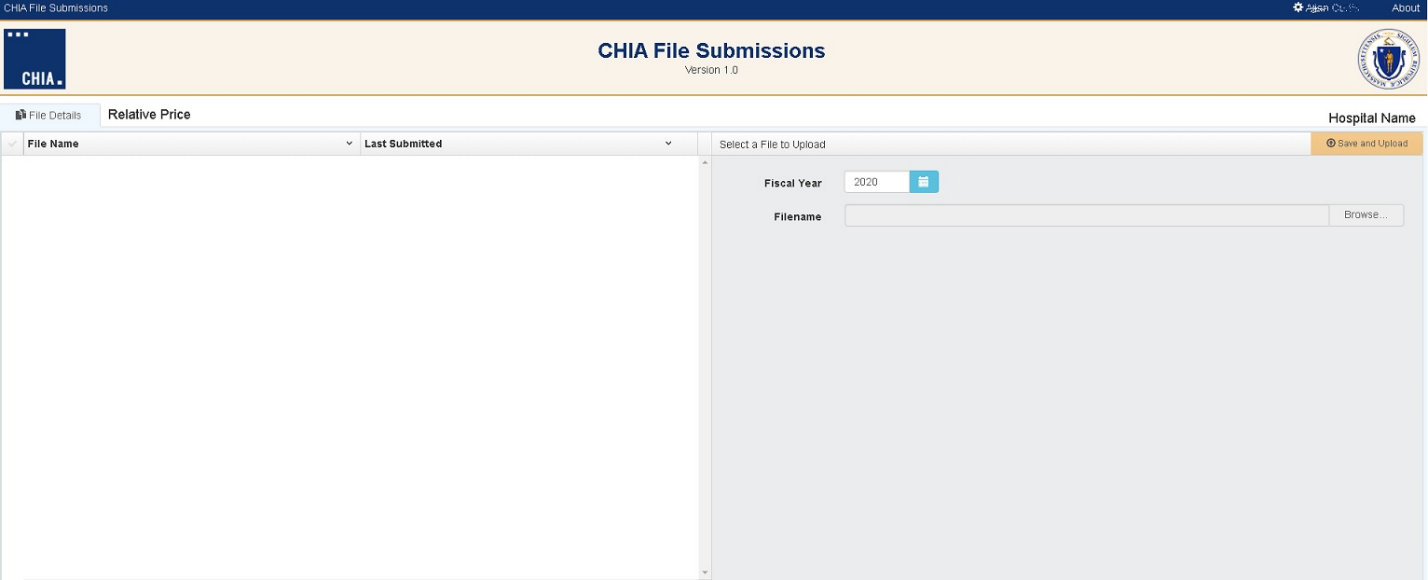 CHIA File Submissions
About
CHIA.
CHIA File Submissions
Version 1.0
File Details
Relative Price
Hospital Name
File Name
Last Submitted
Select a File to Upload
Save and Upload
Fiscal Year
2020
Filename
Browse...